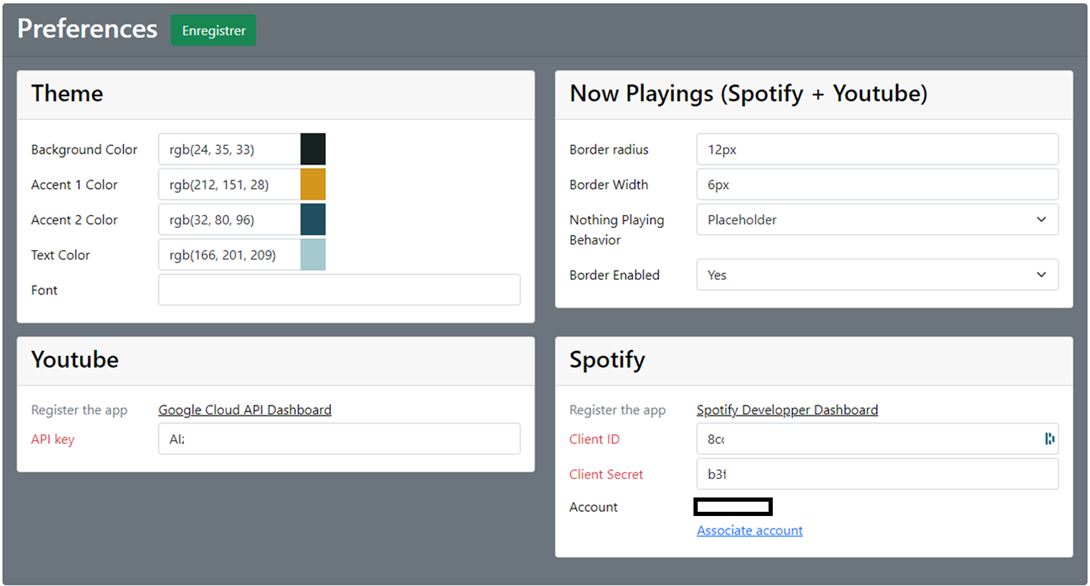 Preferences Enregistrer
Theme
Background Color rgb(24, 35, 33)
Accent 1 Color rgb(212, 151, 28)
Accent 2 Color rgb(32, 80, 96)
Text Color rgb(166, 201, 209)
Font
Now Playings (Spotify + Youtube)
Border radius 12px
Border Width 6px
Nothing Playing Placeholder
Behavior
Border Enabled Yes
Youtube
Register the app Google Cloud API Dashboard
API key
Spotify
Register the app Spotify Developper Dashboard
Client ID
Client Secret
Account
Associate account